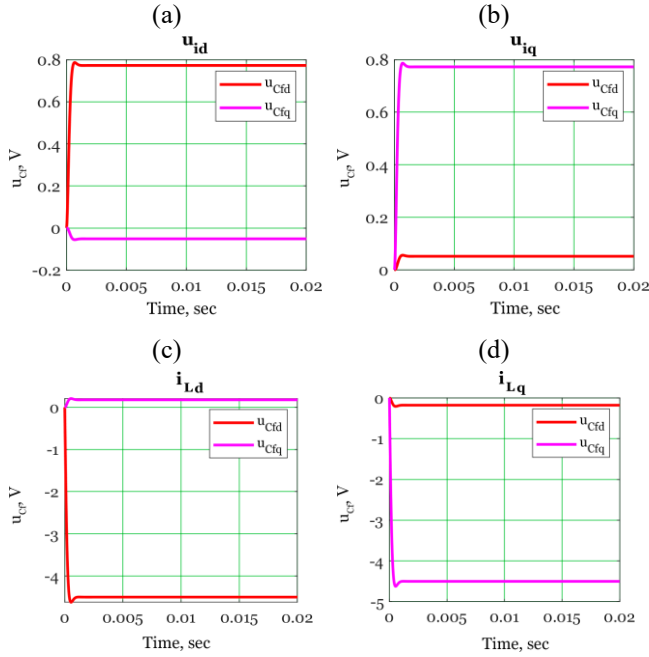 (a)
u_id
0.8
0.6
0.4
0.2
0
-0.2
u_Cf, V
u_Cfd
u_Cfq
0 0.005 0.01 0.015 0.02
Time, sec
(b)
u_iq
0.8
0.6
0.4
0.2
0
u_Cf, V
u_Cfd
u_Cfq
0 0.005 0.01 0.015 0.02
Time, sec
(c)
i_Ld
0
-1
-2
-3
-4
u_Cf, V
u_Cfd
u_Cfq
0 0.005 0.01 0.015 0.02
Time, sec
(d)
i_Lq
0
-1
-2
-3
-4
-5
u_Cf, V
u_Cfd
u_Cfq
0 0.005 0.01 0.015 0.02
Time, sec